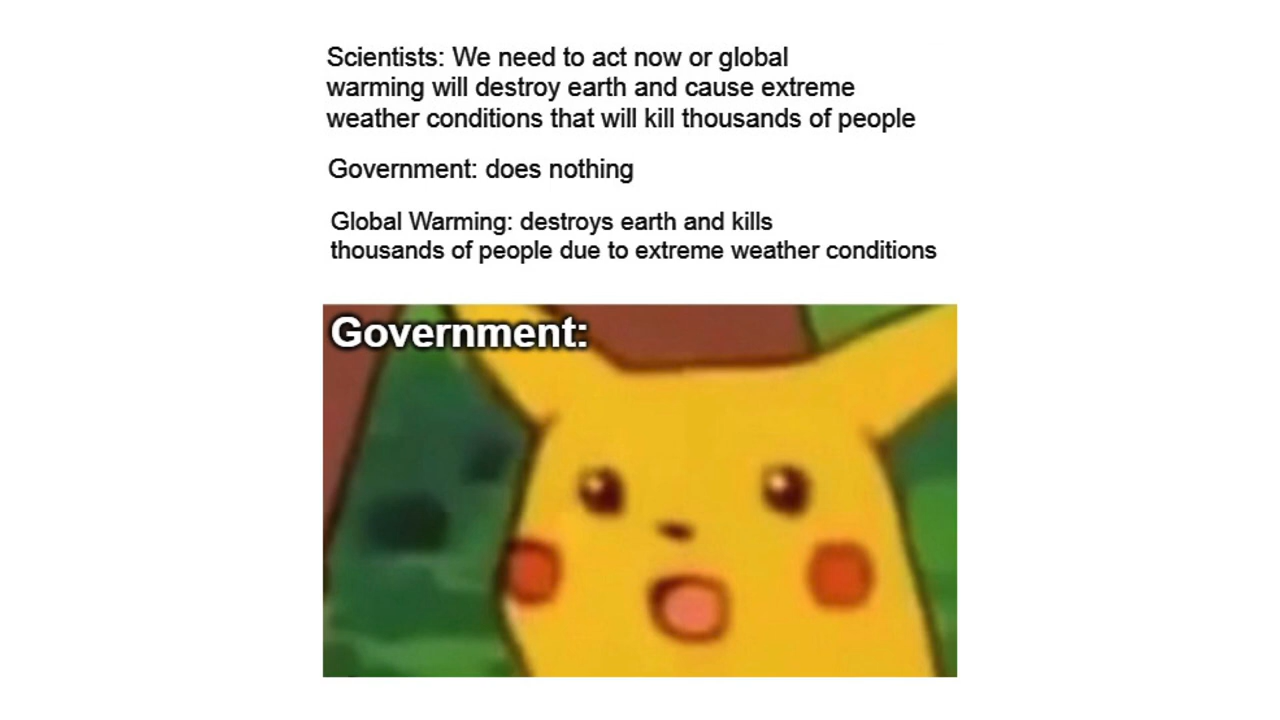 Scientists: We need to act now or global
warming will destroy earth and cause extreme
weather conditions that will kill thousands of people
Government: does nothing
Global Warming: destroys earth and kills
thousands of people due to extreme weather conditions
Government: